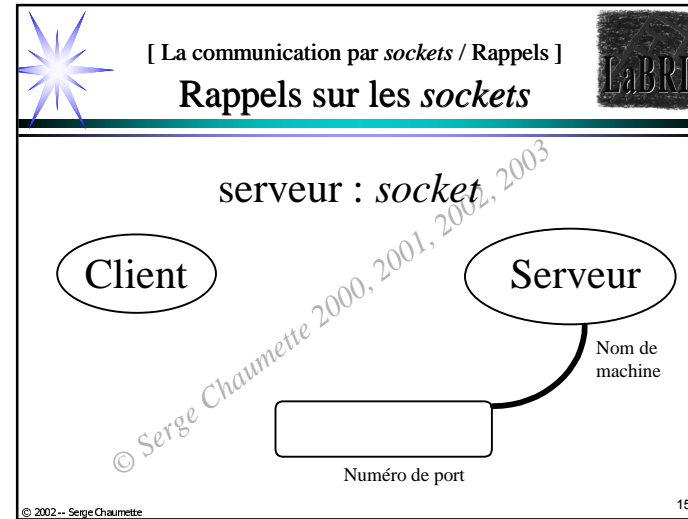 [ La communication par sockets / Rappels ]
Rappels sur les sockets
LaBRI
serveur : socket
Client
Serveur
Nom de
machine
Numéro de port
© Serge Chaumette 2000, 2001, 2002, 2003
© 2002 -- Serge Chaumette
15